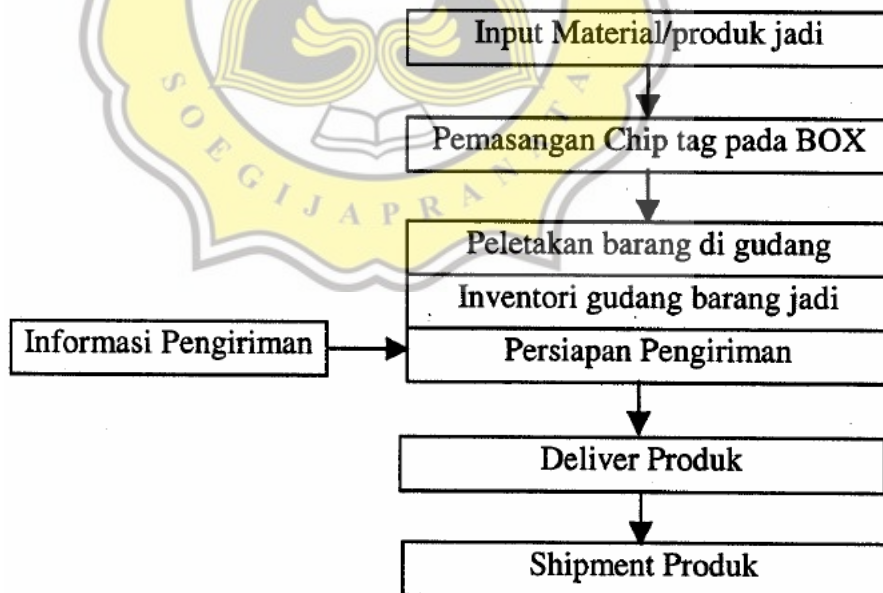 Input Material/produk jadi
Pemasangan Chip tag pada BOX
SOEGIJAPRANATA
Peletakan barang di gudang
Inventori gudang barang jadi
Informasi Pengiriman
Persiapan Pengiriman
Deliver Produk
Shipment Produk